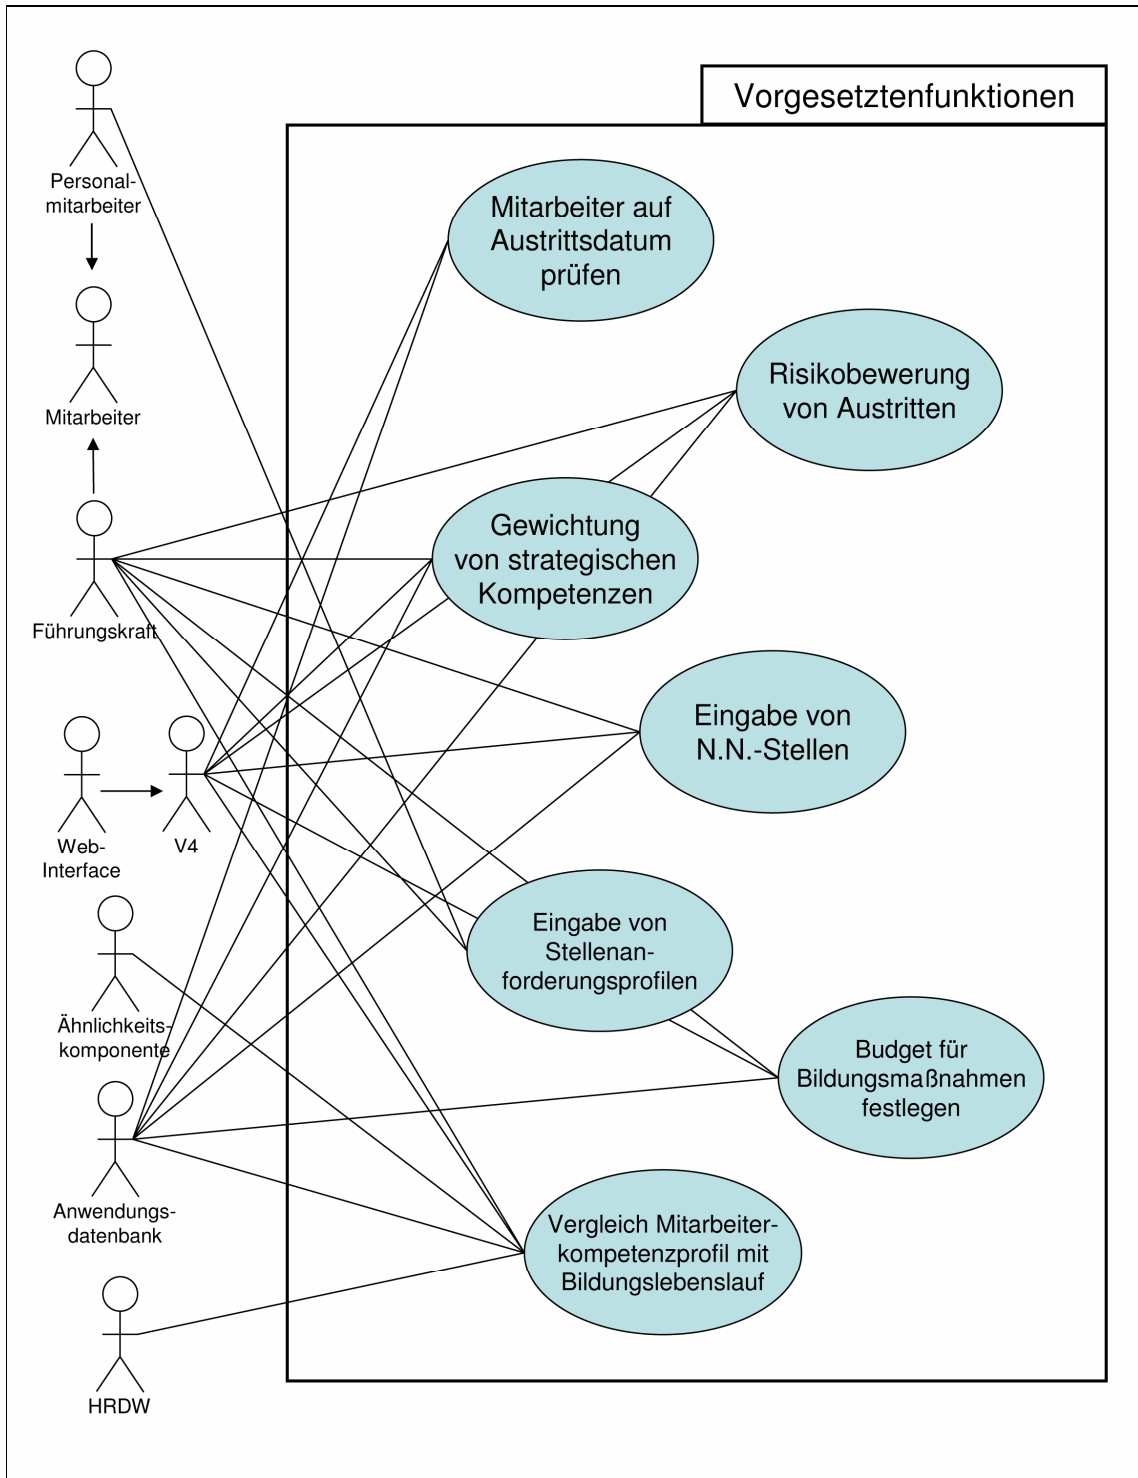 Vorgesetztenfunktionen
Personal-
mitarbeiter
Mitarbeiter
Führungskraft
Web-
Interface
V4
Ähnlichkeits-
komponente
Anwendungs-
datenbank
HRDW
Mitarbeiter auf
Austrittsdatum
prüfen
Risikobewerung
von Austritten
Gewichtung
von strategischen
Kompetenzen
Eingabe von
N.N.-Stellen
Eingabe von
Stellenan-
forderungsprofilen
Budget für
Bildungsmaßnahmen
festlegen
Vergleich Mitarbeiter-
kompetenzprofil mit
Bildungslebenslauf